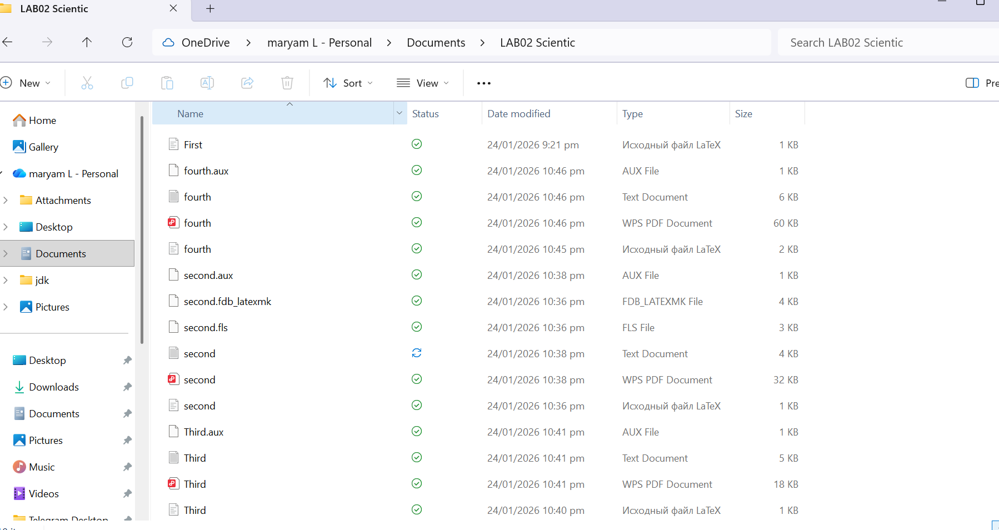 LAB02 Scientic
OneDrive > maryam L - Personal > Documents > LAB02 Scientic
Search LAB02 Scientic
New
Sort
View
Name Status Date modified Type Size
Home
Gallery
maryam L - Personal
Attachments
Desktop
Documents
jdk
Pictures
Desktop
Downloads
Documents
Pictures
Music
Videos
Telegram Desktop
First 24/01/2026 9:21 pm Исходный файл LaTeX 1 KB
fourth.aux 24/01/2026 10:46 pm AUX File 1 KB
fourth 24/01/2026 10:46 pm Text Document 6 KB
fourth 24/01/2026 10:46 pm WPS PDF Document 60 KB
fourth 24/01/2026 10:45 pm Исходный файл LaTeX 2 KB
second.aux 24/01/2026 10:38 pm AUX File 1 KB
second.fdb_latexmk 24/01/2026 10:36 pm FDB_LATEXMK File 4 KB
second.fls 24/01/2026 10:36 pm FLS File 3 KB
second 24/01/2026 10:38 pm Text Document 4 KB
second 24/01/2026 10:38 pm WPS PDF Document 32 KB
second 24/01/2026 10:36 pm Исходный файл LaTeX 1 KB
Third.aux 24/01/2026 10:41 pm AUX File 1 KB
Third 24/01/2026 10:41 pm Text Document 5 KB
Third 24/01/2026 10:41 pm WPS PDF Document 18 KB
Third 24/01/2026 10:40 pm Исходный файл LaTeX 1 KB